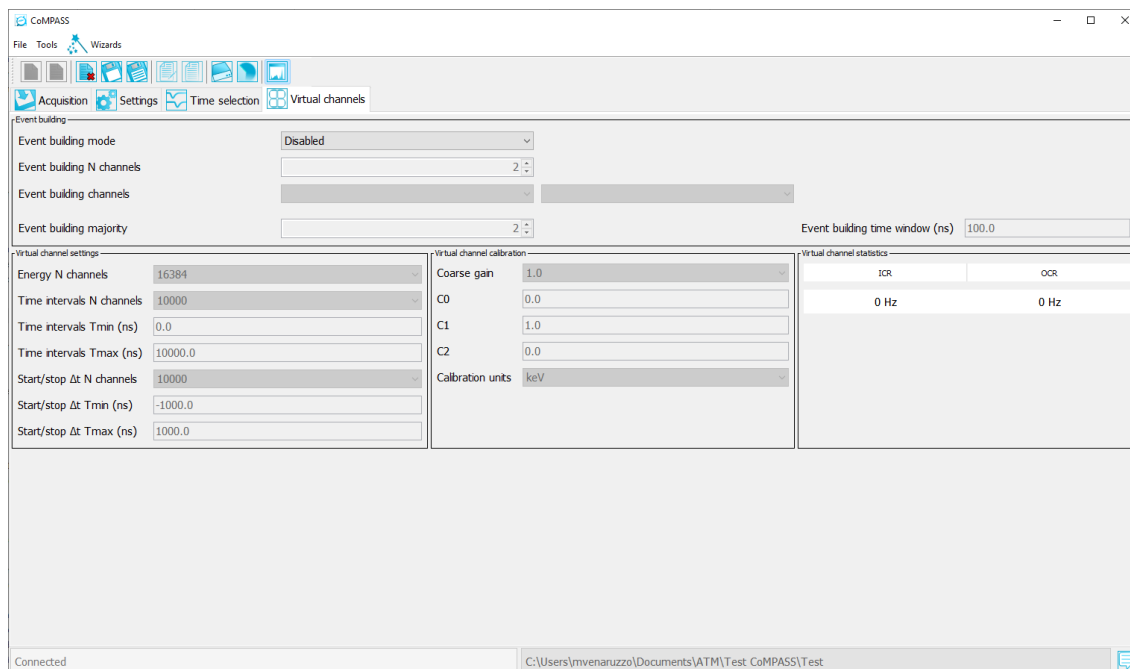 CoMPASS
File Tools Wizards
Acquisition Settings Time selection Virtual channels
Event building
Event building mode Disabled
Event building N channels 2
Event building channels
Event building majority 2 Event building time window (ns) 100.0
Virtual channel settings Virtual channel calibration Virtual channel statistics
Energy N channels 16384 Coarse gain 1.0 ICR OCR
Time intervals N channels 10000 C0 0.0 0 Hz 0 Hz
Time intervals Tmin (ns) 0.0 C1 1.0
Time intervals Tmax (ns) 10000.0 C2 0.0
Start/stop Δt N channels 10000 Calibration units keV
Start/stop Δt Tmin (ns) -1000.0
Start/stop Δt Tmax (ns) 1000.0
Connected C:\Users\mvenaruzzo\Documents\ATM\Test CoMPASS\Test